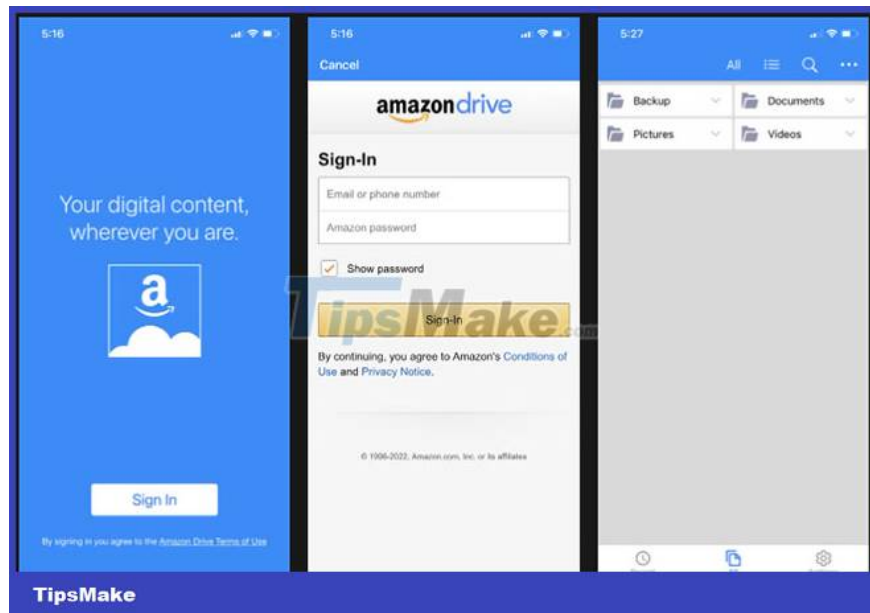 5:16
Your digital content,
wherever you are.
a
Sign In
By signing in you agree to the Amazon Drive Terms of Use
5:16
Cancel
amazondrive
Sign-In
Email or phone number
Amazon password
Show password
Sign-In
By continuing, you agree to Amazon's Conditions of
Use and Privacy Notice.
© 1996-2022, Amazon.com, Inc. or its affiliates
5:27
All
Backup
Documents
Pictures
Videos
TipsMake.com
TipsMake